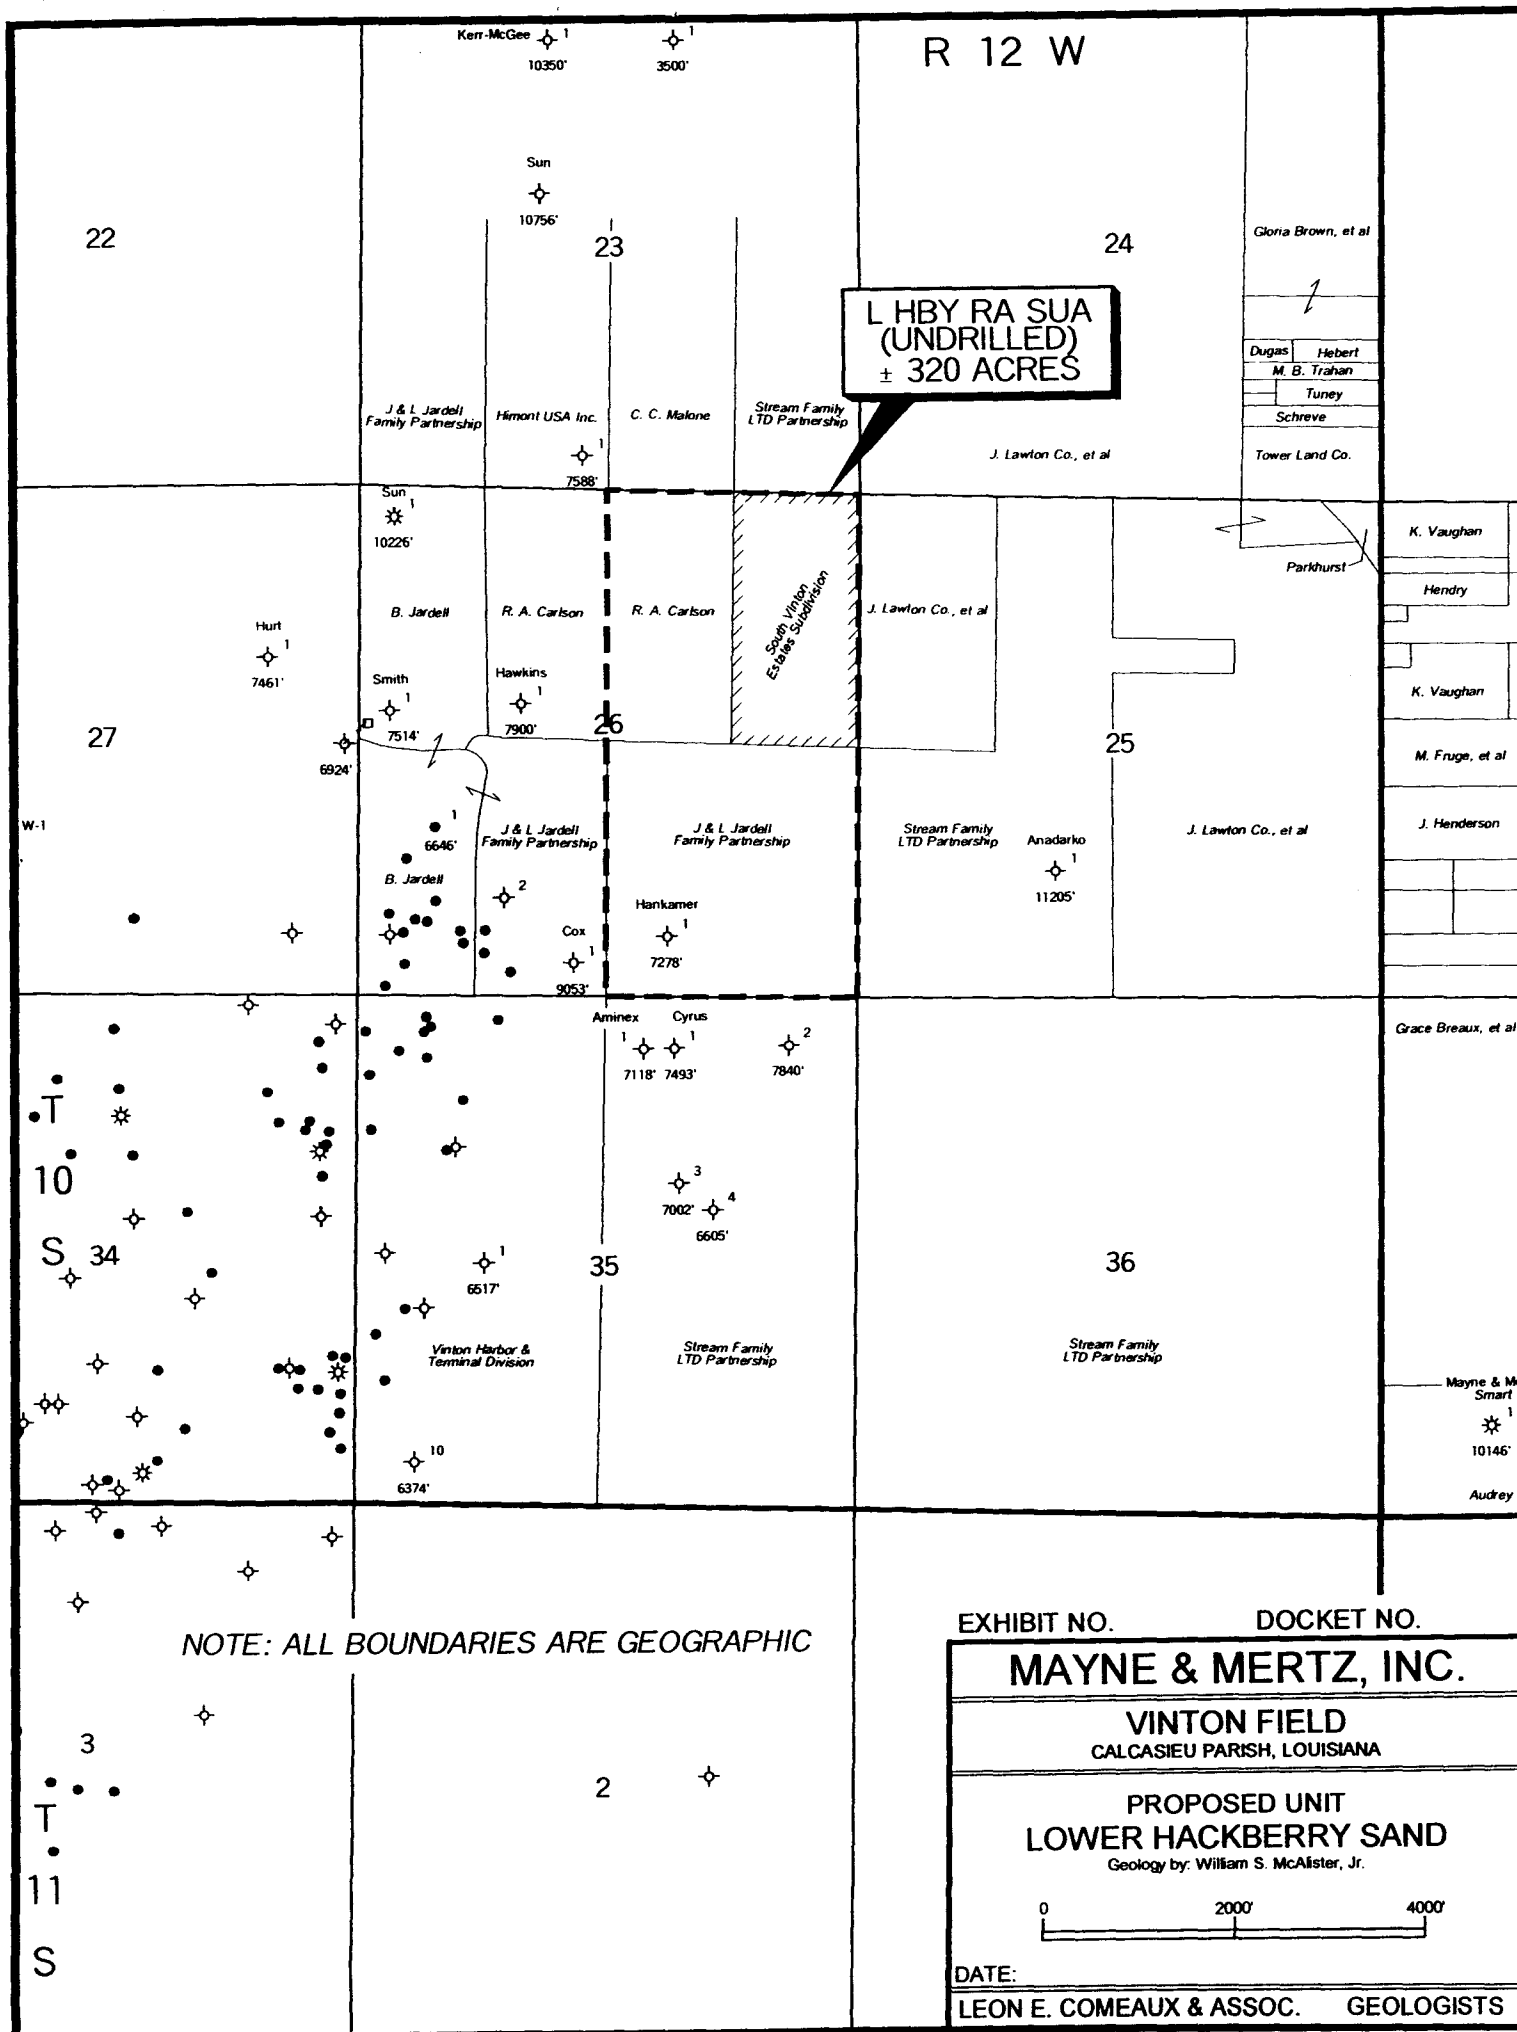 Kerr-McGee
1
10350'
1
3500'
R 12 W
Sun
10756'
22
23
24
Gloria Brown, et al
L HBY RA SUA
(UNDRILLED)
± 320 ACRES
Dugas
Hebert
M. B. Trahan
Tuney
Schreve
Tower Land Co.
J & L Jardell
Family Partnership
Himont USA Inc.
C. C. Malone
Stream Family
LTD Partnership
J. Lawton Co., et al
1
7588'
Sun
1
10226'
K. Vaughan
Parkhurst
Hendry
B. Jardell
R. A. Carlson
R. A. Carlson
South Vinton
Estates Subdivision
J. Lawton Co., et al
Hurt
1
7461'
Smith
1
7514'
Hawkins
1
7900'
K. Vaughan
27
26
25
6924'
M. Fruge, et al
W-1
1
6646'
J & L Jardell
Family Partnership
J & L Jardell
Family Partnership
Stream Family
LTD Partnership
Anadarko
1
11205'
J. Lawton Co., et al
J. Henderson
B. Jardell
2
Cox
1
9053'
Hankamer
1
7278'
Aminex
1
7118'
Cyrus
1
7493'
2
7840'
Grace Breaux, et al
T
10
S
34
3
7002'
4
6605'
1
6517'
35
36
Vinton Harbor &
Terminal Division
Stream Family
LTD Partnership
Stream Family
LTD Partnership
Mayne & Me
Smart
1
10146'
10
6374'
Audrey
NOTE: ALL BOUNDARIES ARE GEOGRAPHIC
3
2
T
11
S
EXHIBIT NO. DOCKET NO.
MAYNE & MERTZ, INC.
VINTON FIELD
CALCASIEU PARISH, LOUISIANA
PROPOSED UNIT
LOWER HACKBERRY SAND
Geology by: William S. McAlister, Jr.
0 2000' 4000'
DATE:
LEON E. COMEAUX & ASSOC. GEOLOGISTS